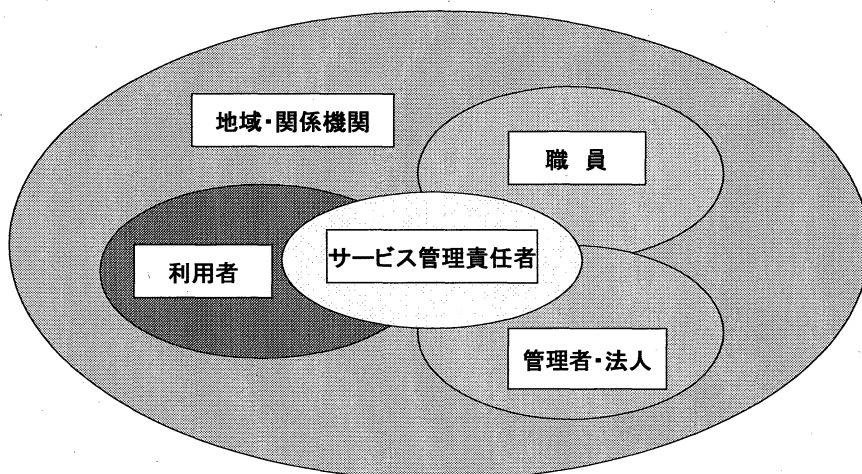 地域・関係機関
職 員
サービス管理責任者
利用者
管理者・法人